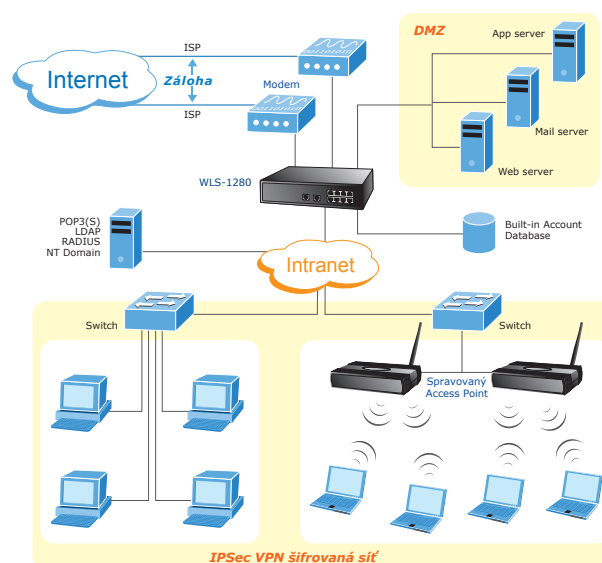 ISP
Internet
Záloha
ISP
Modem
DMZ
App server
Mail server
Web server
WLS-1280
POP3(S)
LDAP
RADIUS
NT Domain
Built-in Account
Database
Intranet
Switch
Switch
Spravovaný
Access Point
IPSec VPN šifrovaná síť